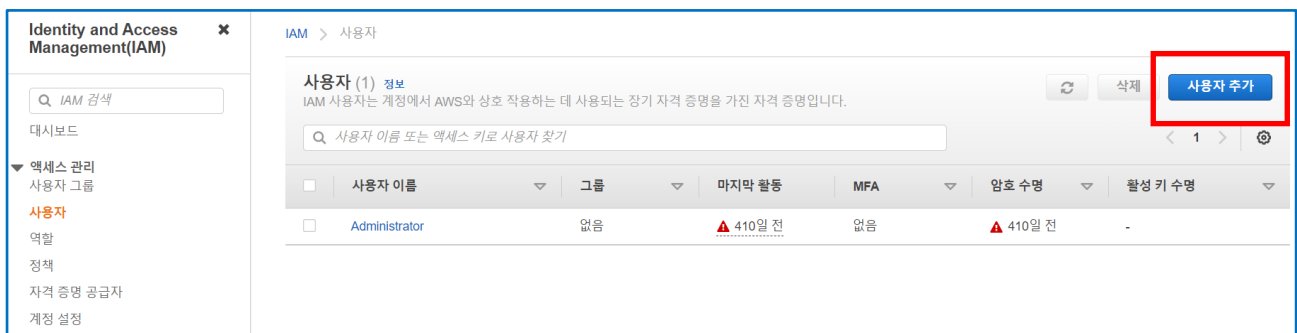 Identity and Access
Management(IAM)
IAM 검색
대시보드
액세스 관리
사용자 그룹
사용자
역할
정책
자격 증명 공급자
계정 설정
IAM > 사용자
사용자 (1) 정보
IAM 사용자는 계정에서 AWS와 상호 작용하는 데 사용되는 장기 자격 증명을 가진 자격 증명입니다.
삭제
사용자 추가
사용자 이름 또는 액세스 키로 사용자 찾기
< 1 >
사용자 이름 그룹 마지막 활동 MFA 암호 수명 활성 키 수명
Administrator 없음 410일 전 없음 410일 전 -